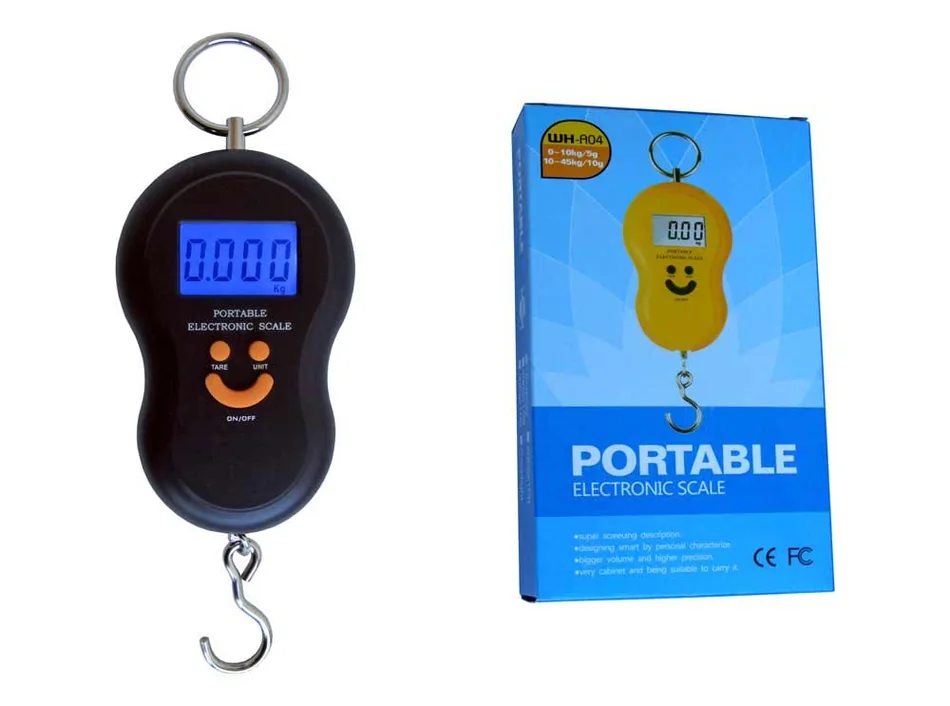 0.000
Kg
PORTABLE
ELECTRONIC SCALE
TARE UNIT
ON/OFF
WH-A04
0-10kg/5g
10-45kg/10g
0.00
kg
PORTABLE
ELECTRONIC SCALE
PORTABLE
ELECTRONIC SCALE
•super screeuing description.
•designing smart by personal characterize.
•bigger volume and higher precision.
•very cabinet and being suitable to carry it.
CE FC